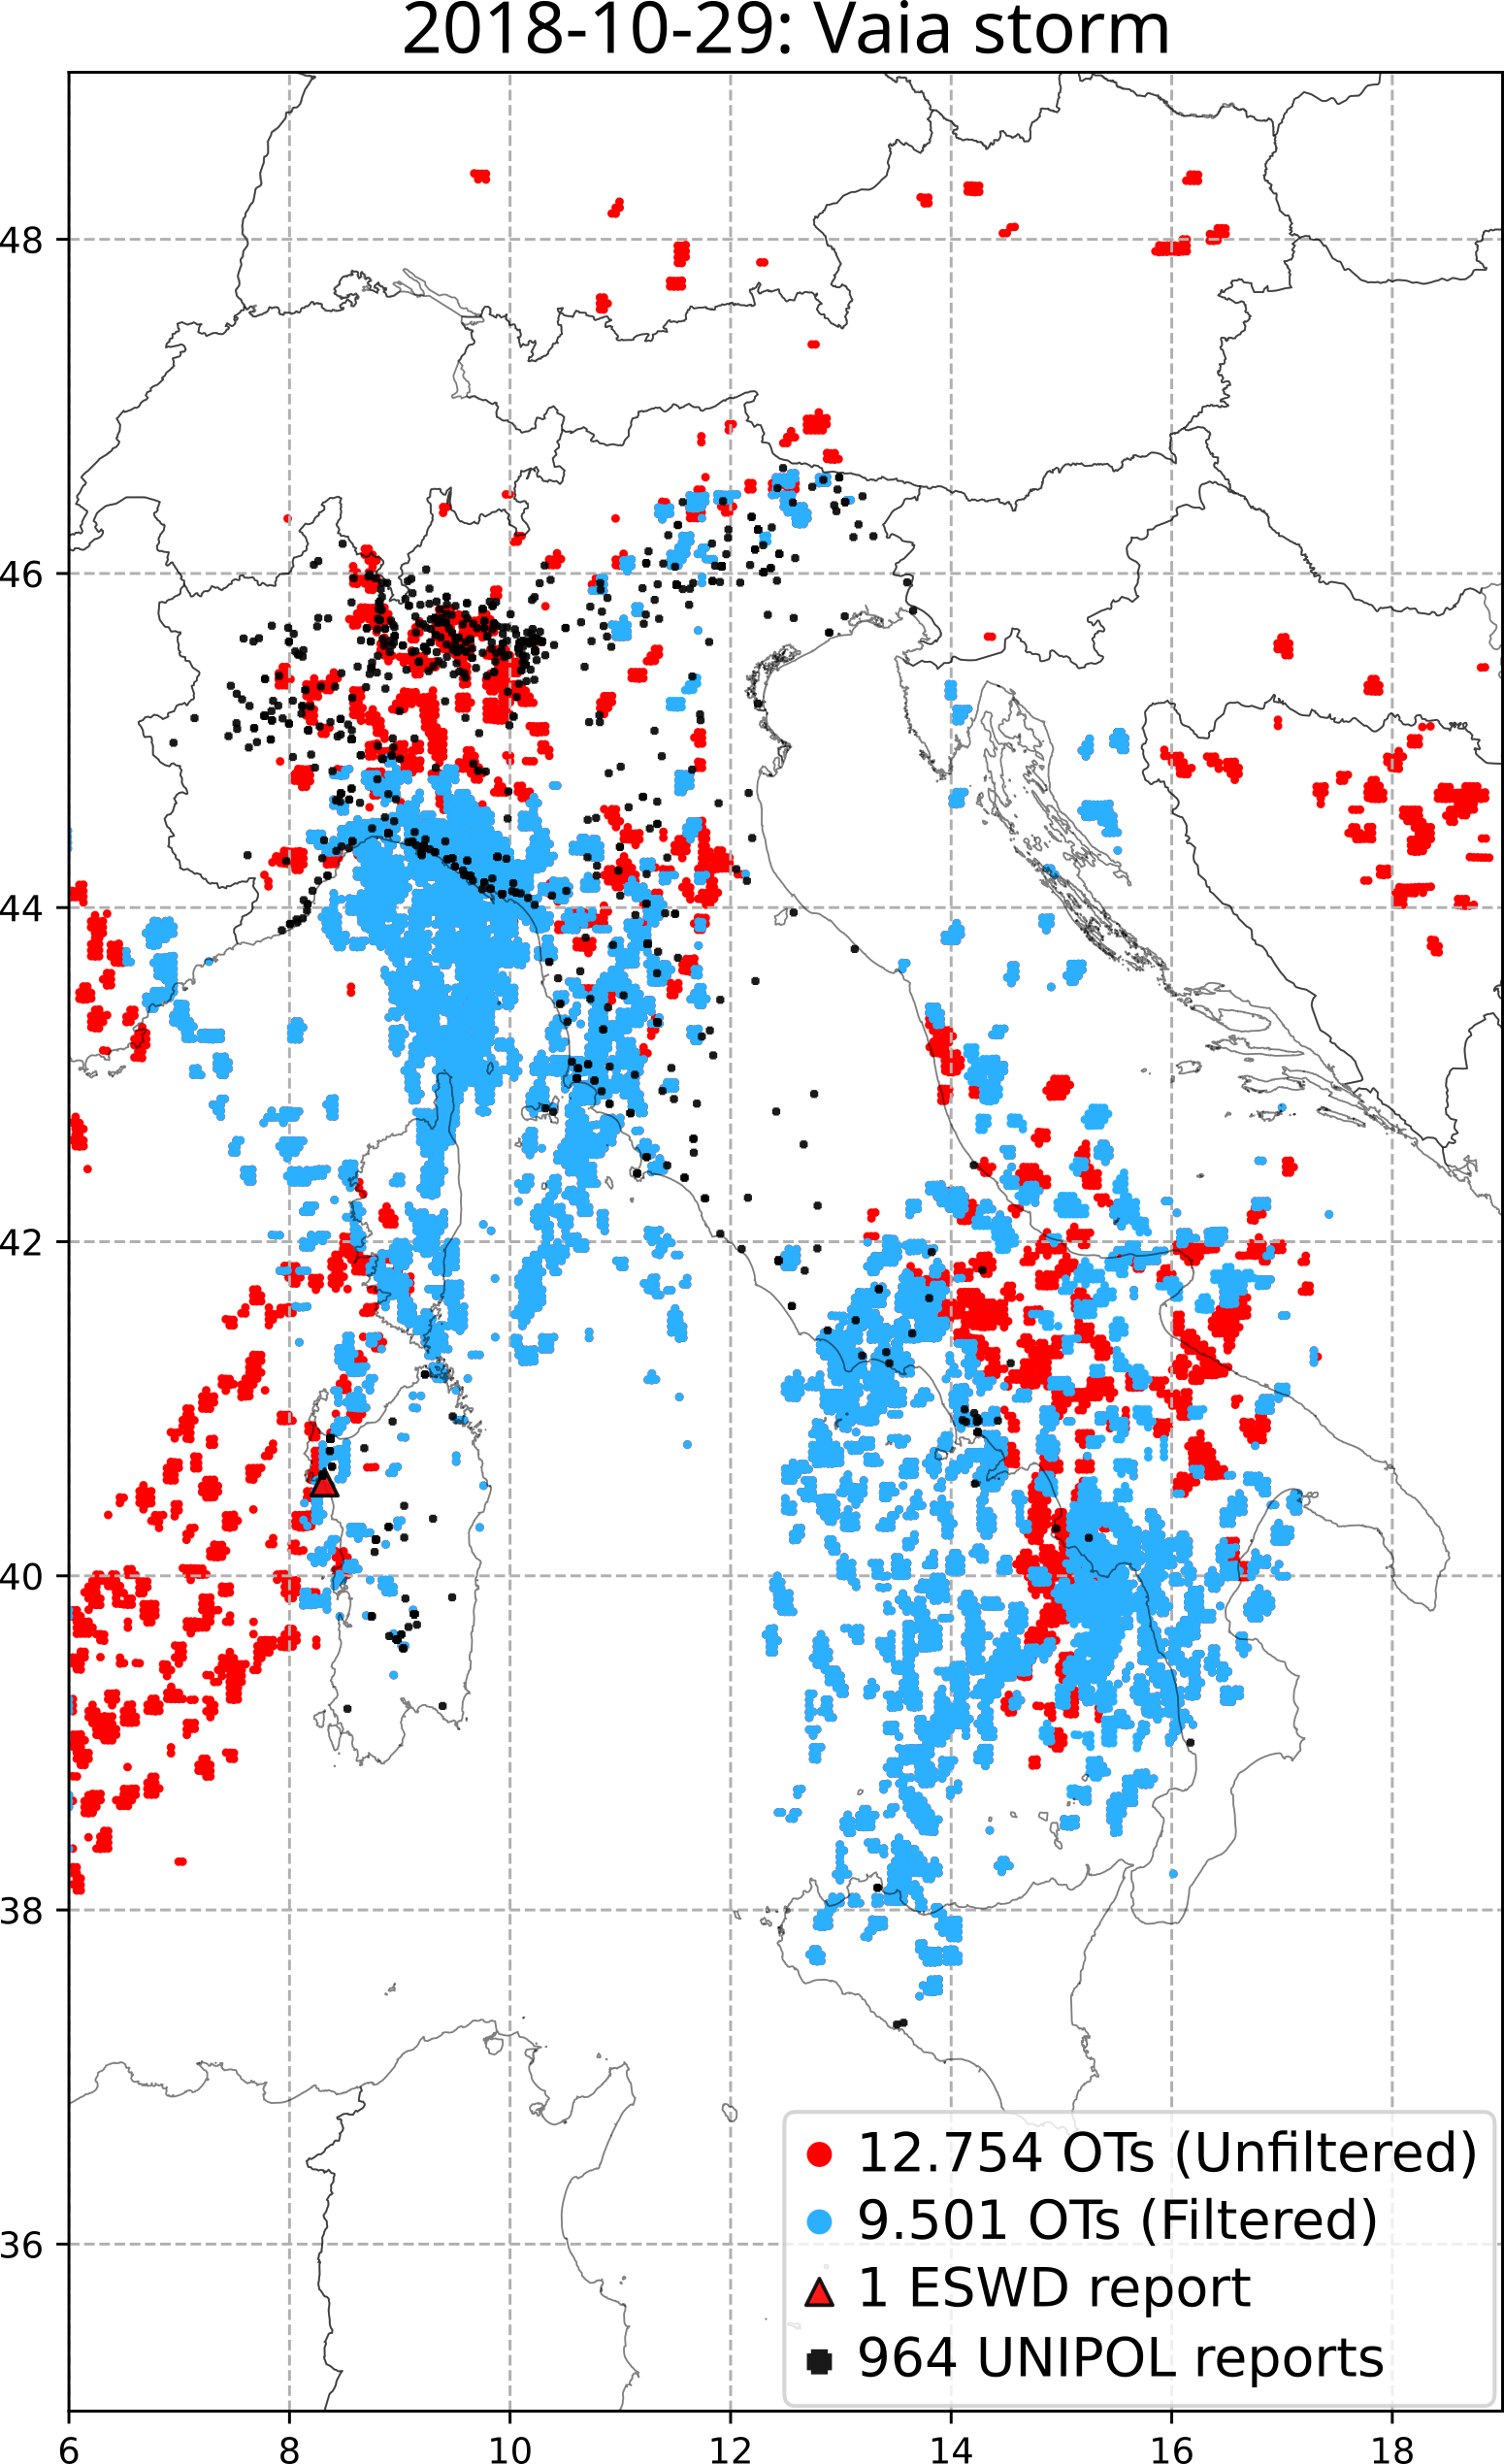 2018-10-29: Vaia storm
48
46
44
42
40
38
36
12.754 OTs (Unfiltered)
9.501 OTs (Filtered)
1 ESWD report
964 UNIPOL reports
6 8 10 12 14 16 18